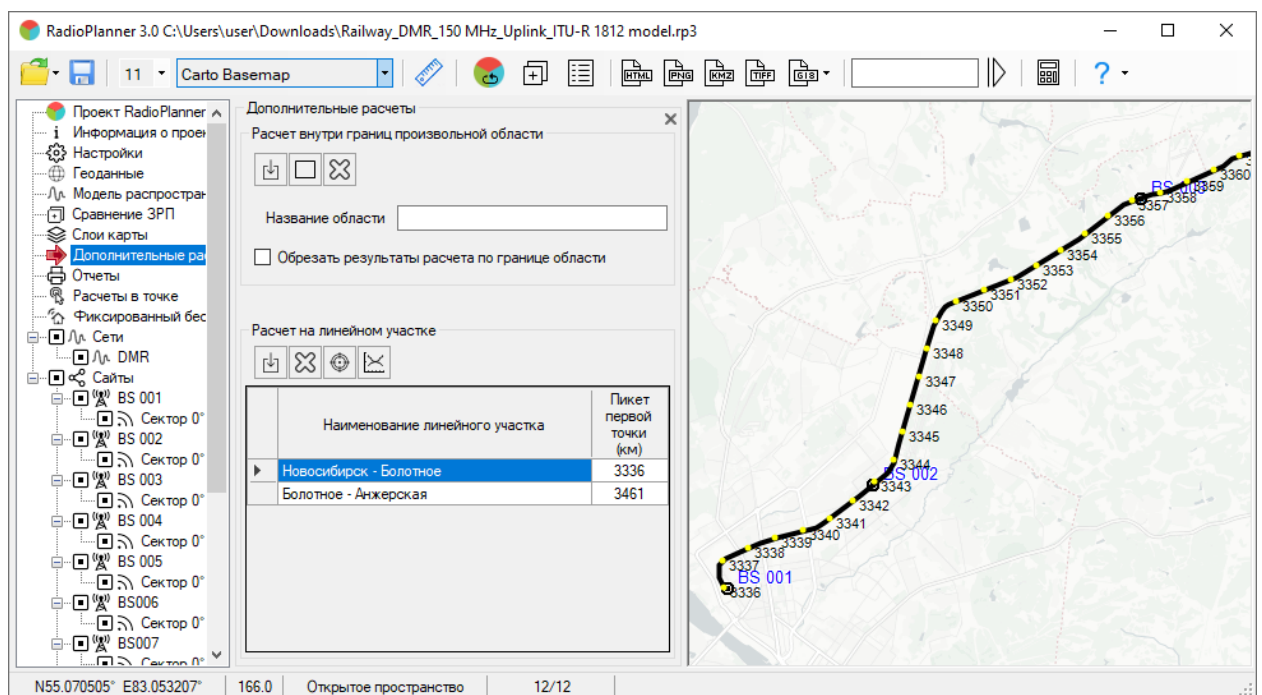 RadioPlanner 3.0 C:\Users\user\Downloads\Railway_DMR_150 MHz_Uplink_ITU-R 1812 model.rp3
11 Carto Basemap HTML PNG KMZ TIFF GIS ?
Проект RadioPlanner
i Информация о проек
Настройки
Геоданные
Модель распростран
Сравнение ЗРП
Слои карты
Дополнительные рас
Отчеты
Расчеты в точке
Фиксированный бес
Сети
DMR
Сайты
BS 001
Сектор 0°
BS 002
Сектор 0°
BS 003
Сектор 0°
BS 004
Сектор 0°
BS 005
Сектор 0°
BS006
Сектор 0°
BS007
Сектор 0°
Дополнительные расчеты
Расчет внутри границ произвольной области
Название области
Обрезать результаты расчета по границе области
Расчет на линейном участке
Наименование линейного участка
Пикет
первой
точки
(км)
Новосибирск - Болотное 3336
Болотное - Анжерская 3461
3360
3359
3358
3357
3356
3355
3354
3353
3352
3351
3350
3349
3348
3347
3346
3345
3344
BS 002
3343
3342
3341
3340
3339
3338
3337
BS 001
3336
N55.070505° E83.053207° 166.0 Открытое пространство 12/12